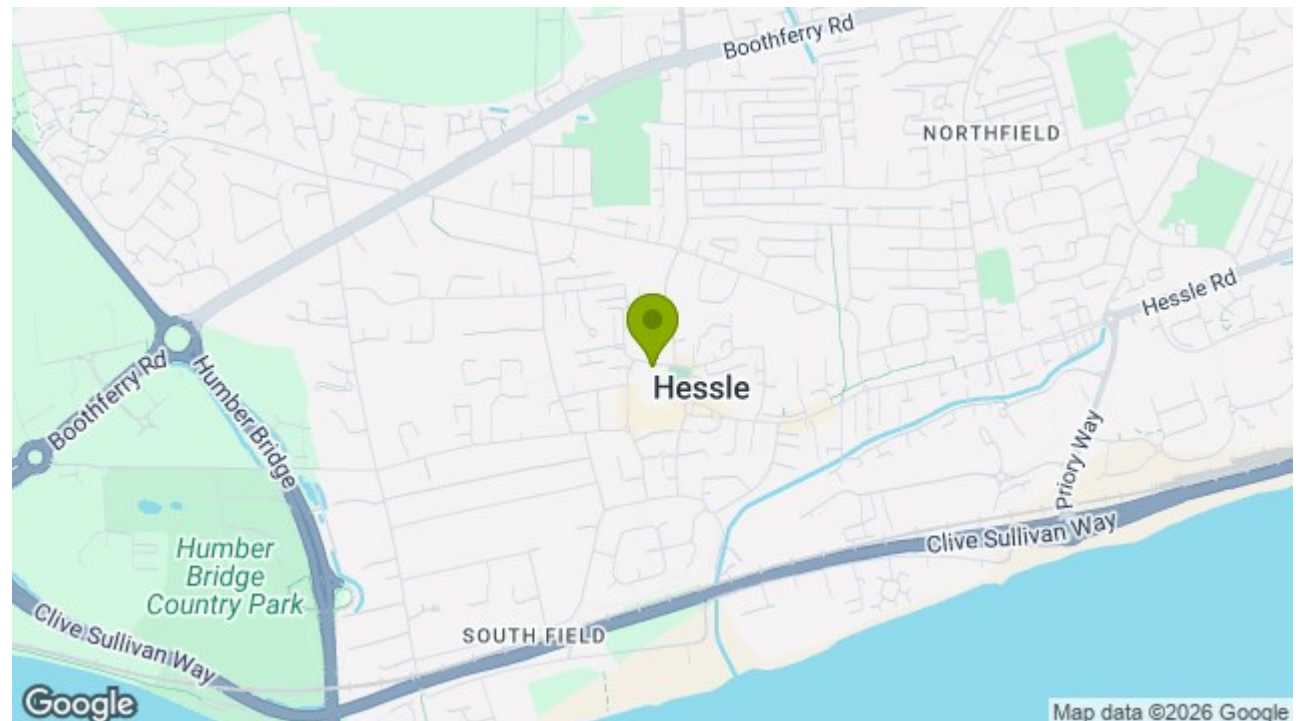 Boothferry Rd
NORTHFIELD
Hessle Rd
Hessle
Boothferry Rd
Humber Bridge
Priory Way
Clive Sullivan Way
Humber
Bridge
Country Park
Clive Sullivan Way
SOUTH FIELD
Google
Map data ©2026 Google